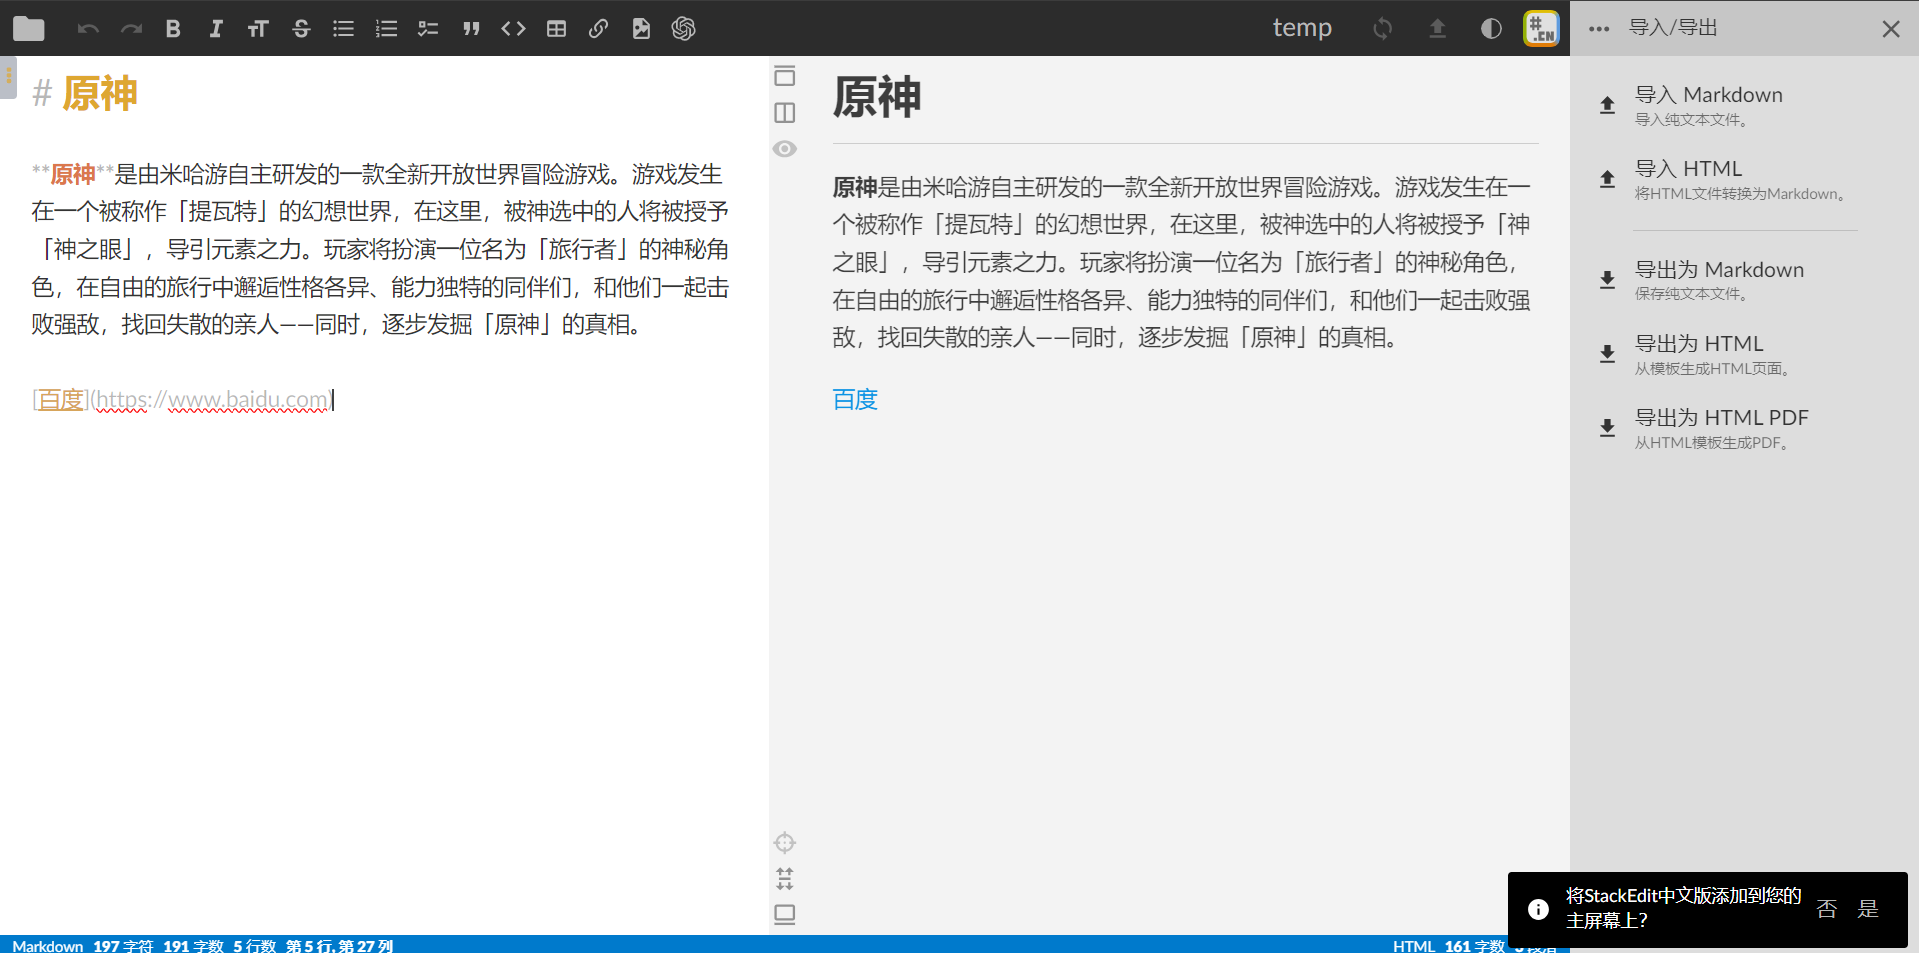 temp
导入/导出
# 原神
**原神**是由米哈游自主研发的一款全新开放世界冒险游戏。游戏发生
在一个被称作「提瓦特」的幻想世界，在这里，被神选中的人将被授予
「神之眼」，导引元素之力。玩家将扮演一位名为「旅行者」的神秘角
色，在自由的旅行中邂逅性格各异、能力独特的同伴们，和他们一起击
败强敌，找回失散的亲人——同时，逐步发掘「原神」的真相。
[百度](https://www.baidu.com)
原神
原神是由米哈游自主研发的一款全新开放世界冒险游戏。游戏发生在一
个被称作「提瓦特」的幻想世界，在这里，被神选中的人将被授予「神
之眼」，导引元素之力。玩家将扮演一位名为「旅行者」的神秘角色，
在自由的旅行中邂逅性格各异、能力独特的同伴们，和他们一起击败强
敌，找回失散的亲人——同时，逐步发掘「原神」的真相。
百度
导入 Markdown
导入纯文本文件。
导入 HTML
将HTML文件转换为Markdown。
导出为 Markdown
保存纯文本文件。
导出为 HTML
从模板生成HTML页面。
导出为 HTML PDF
从HTML模板生成PDF。
将StackEdit中文版添加到您的
主屏幕上？
否 是
Markdown 197 字符 191 字数 5 行数 第 5 行, 第 27 列
HTML 161 字数